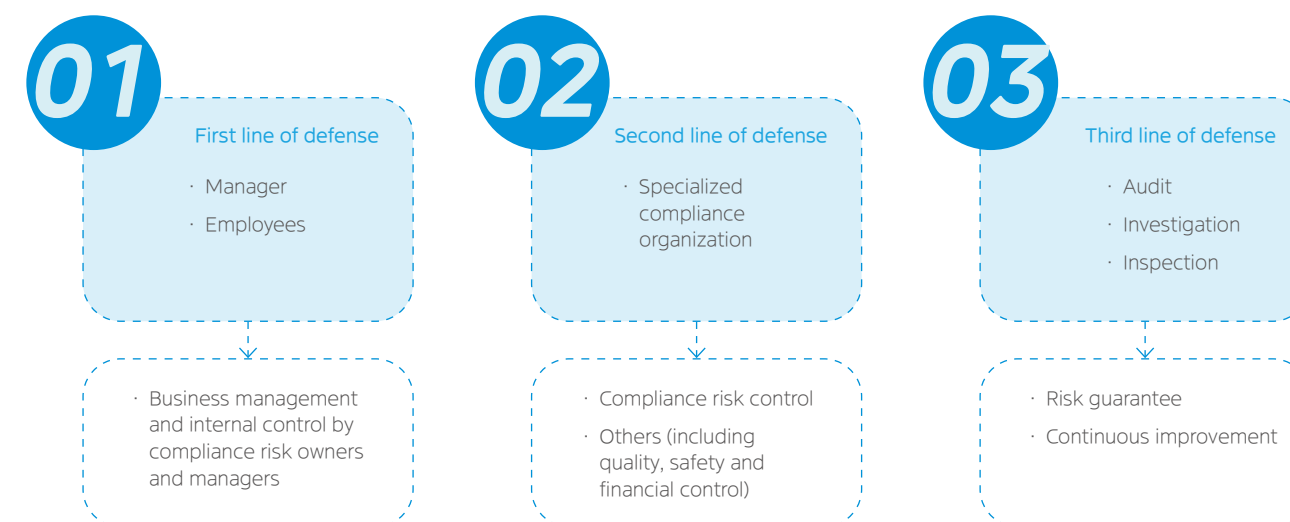 01
First line of defense
· Manager
· Employees
· Business management
and internal control by
compliance risk owners
and managers
02
Second line of defense
· Specialized
compliance
organization
· Compliance risk control
· Others (including
quality, safety and
financial control)
03
Third line of defense
· Audit
· Investigation
· Inspection
· Risk guarantee
· Continuous improvement